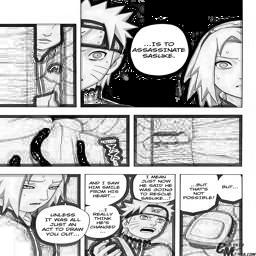 ...IS TO
ASSASSINATE
SASUKE.
BUT...
BUT
THAT'S
NOT
POSSIBLE!
I MEAN
JUST NOW
HE SAID HE
WAS GOING
TO RESCUE
SASUKE...!
AND I SAW
HIM SMILE
FROM HIS
HEART...
I
REALLY
THINK
HE'S
CHANGED
UNLESS
IT WAS ALL
JUST AN
ACT TO DRAW
YOU OUT...